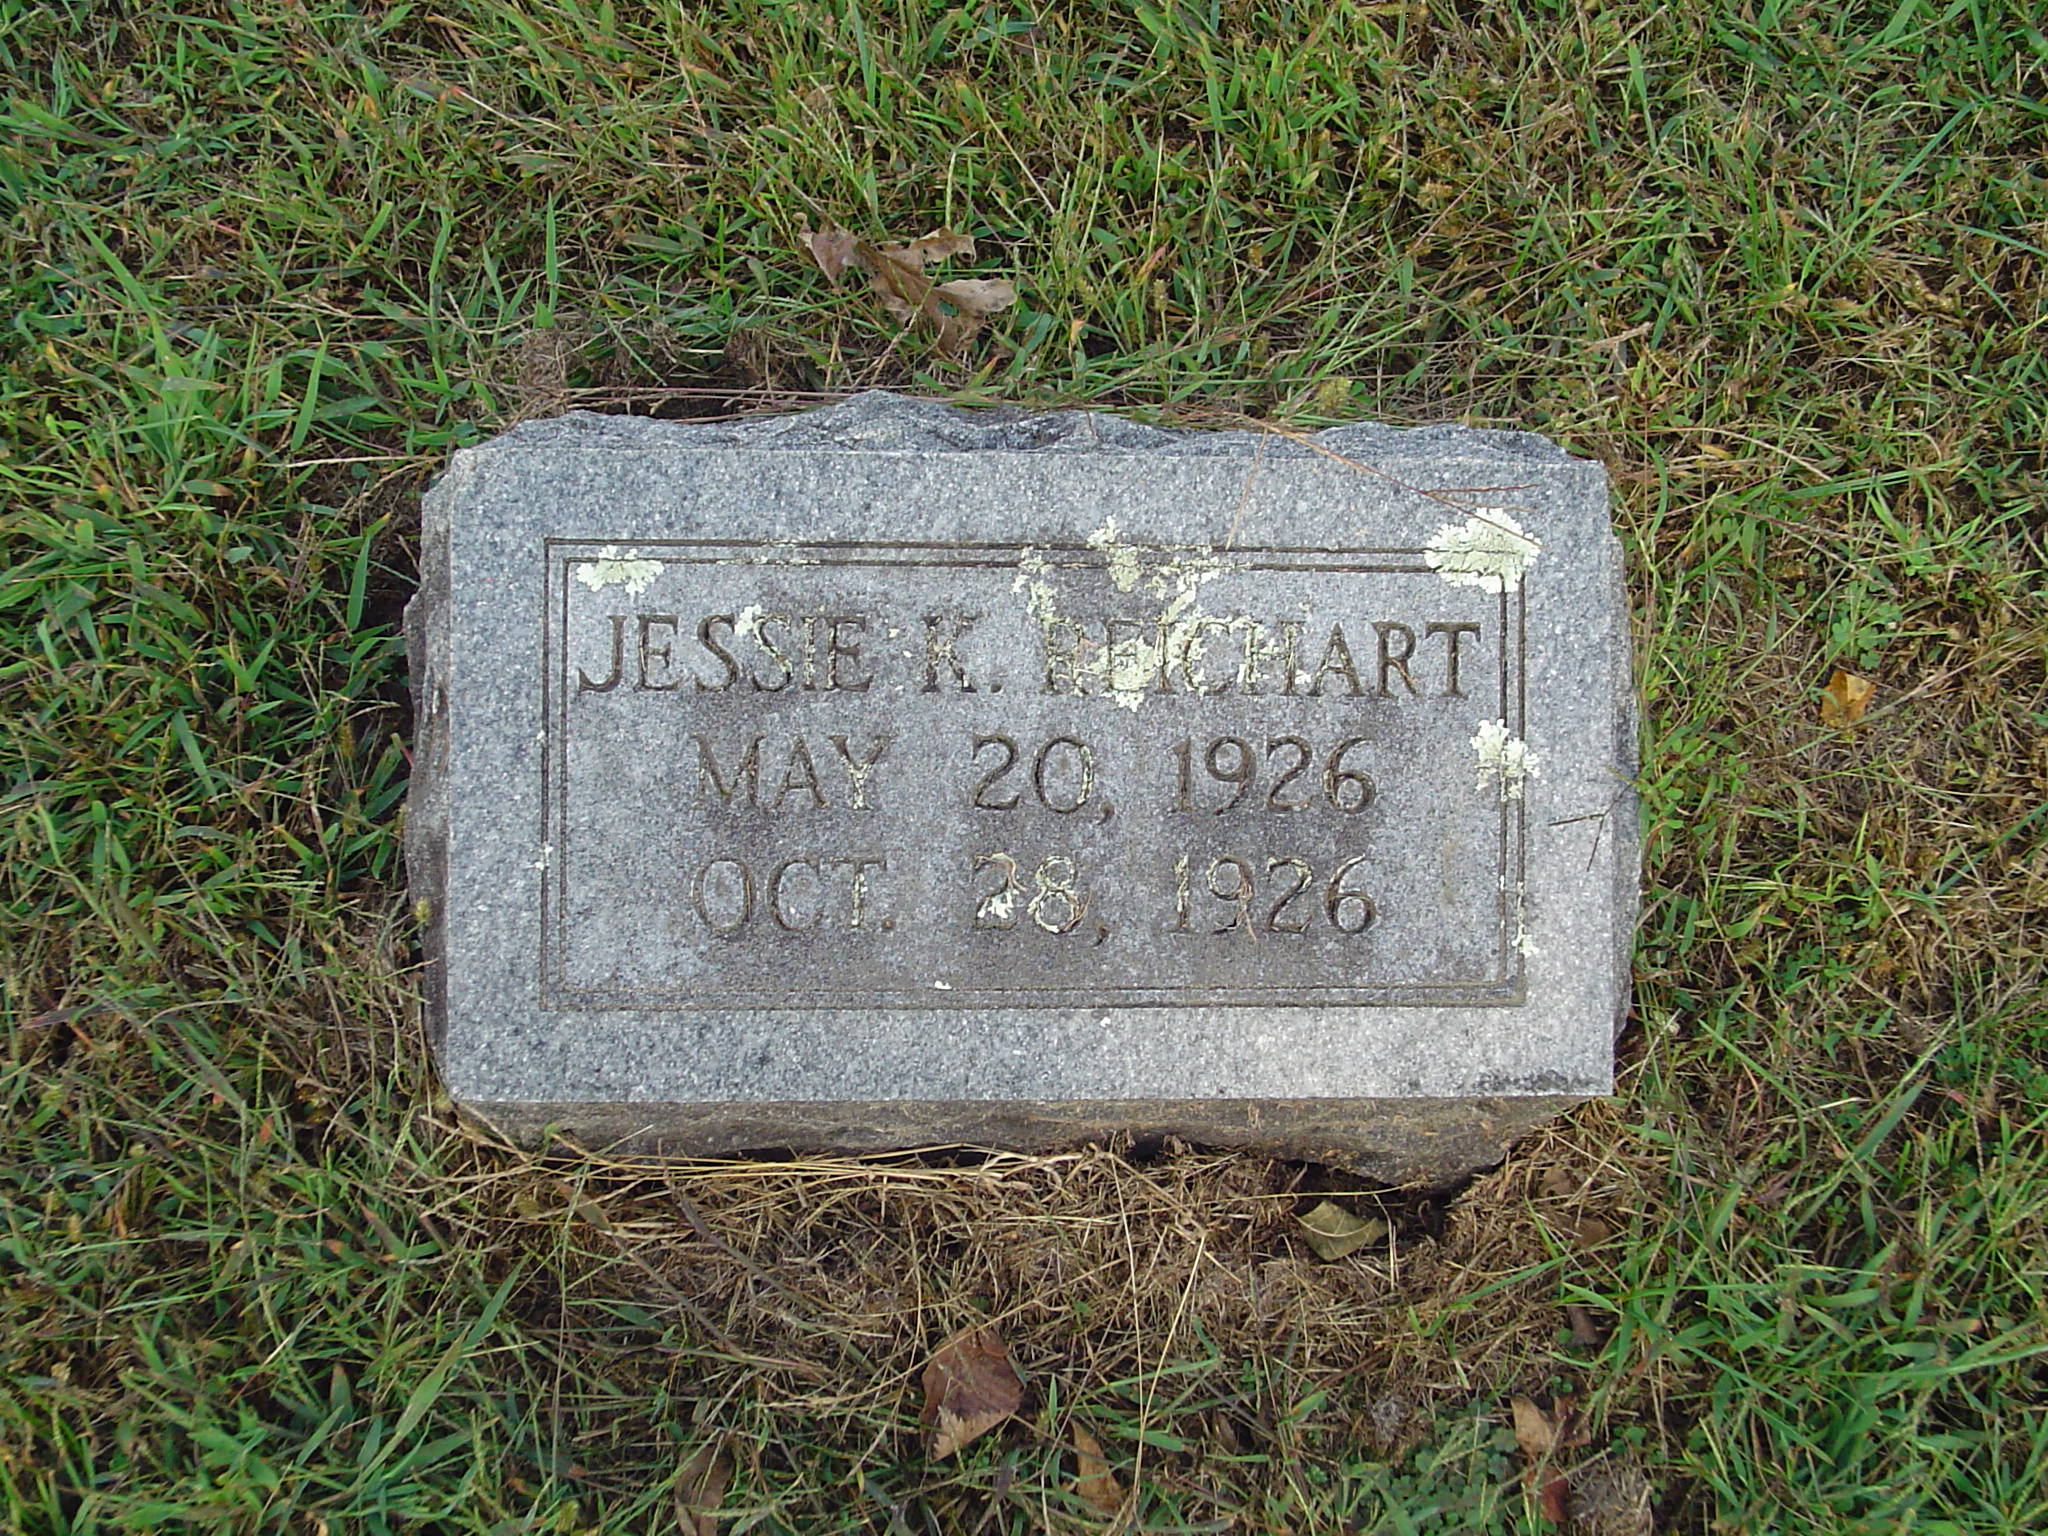 JESSIE K. REICHART
MAY 20, 1926
OCT. 28, 1926